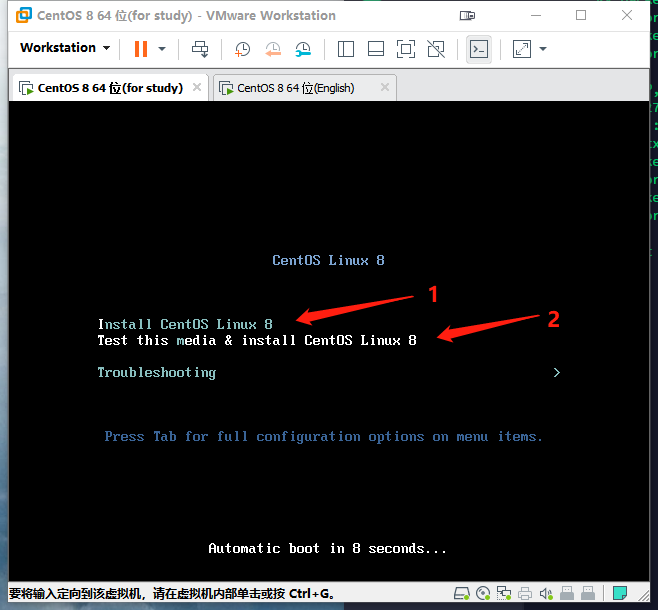 CentOS 8 64 位(for study) - VMware Workstation
Workstation
CentOS 8 64 位(for study)
CentOS 8 64 位(English)
CentOS Linux 8
1
Install CentOS Linux 8
2
Test this media & install CentOS Linux 8
Troubleshooting >
Press Tab for full configuration options on menu items.
Automatic boot in 8 seconds...
要将输入定向到该虚拟机，请在虚拟机内部单击或按 Ctrl+G。